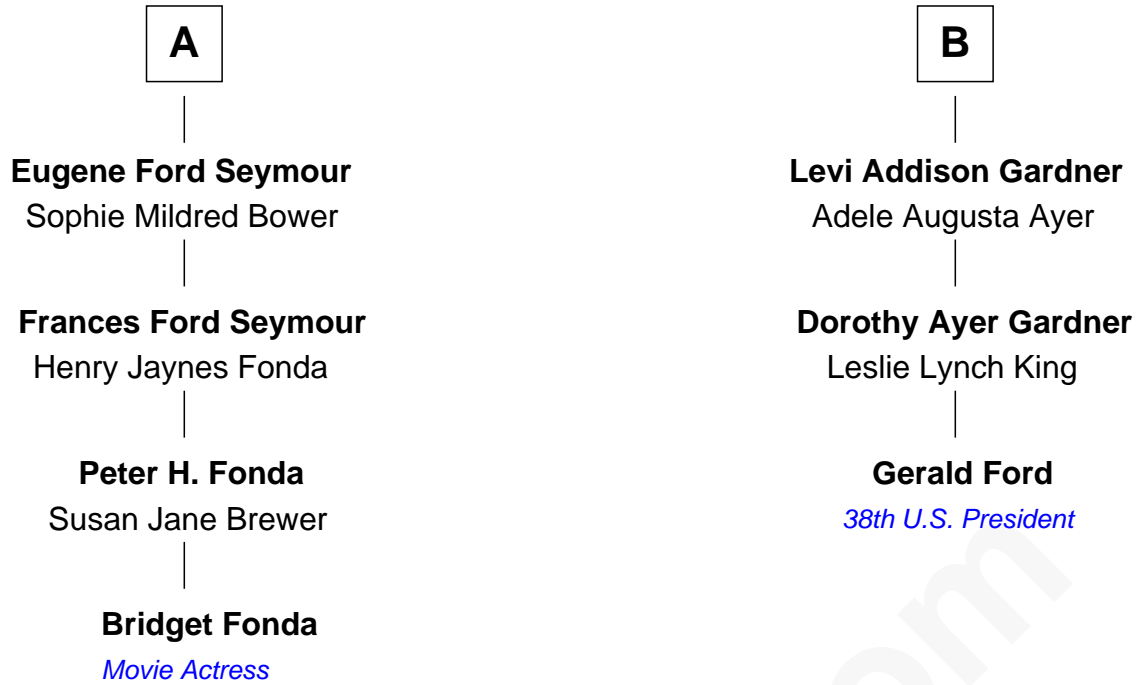 A
Eugene Ford Seymour
Sophie Mildred Bower
Frances Ford Seymour
Henry Jaynes Fonda
Peter H. Fonda
Susan Jane Brewer
Bridget Fonda
Movie Actress
B
Levi Addison Gardner
Adele Augusta Ayer
Dorothy Ayer Gardner
Leslie Lynch King
Gerald Ford
38th U.S. President
om